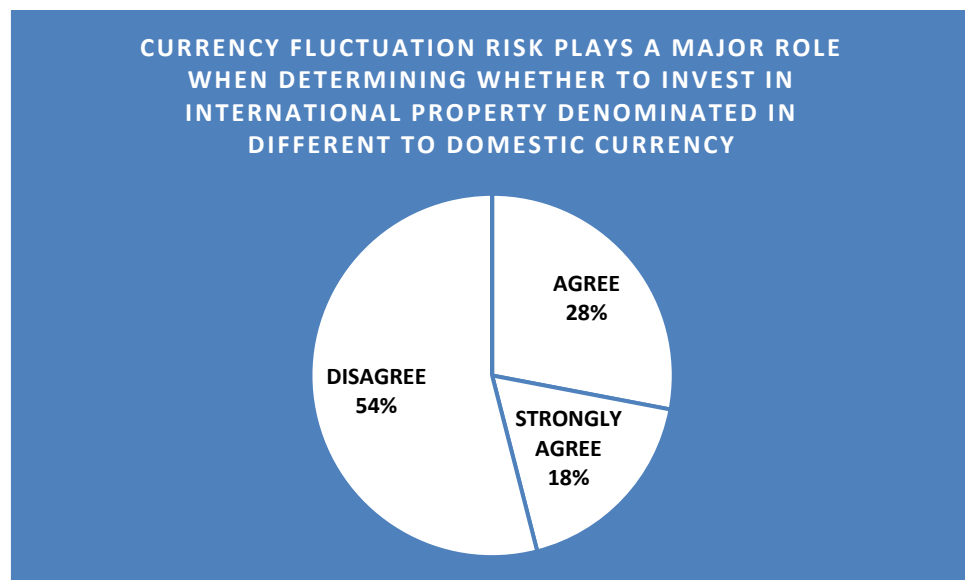 CURRENCY FLUCTUATION RISK PLAYS A MAJOR ROLE
WHEN DETERMINING WHETHER TO INVEST IN
INTERNATIONAL PROPERTY DENOMINATED IN
DIFFERENT TO DOMESTIC CURRENCY
AGREE
28%
STRONGLY
AGREE
18%
DISAGREE
54%